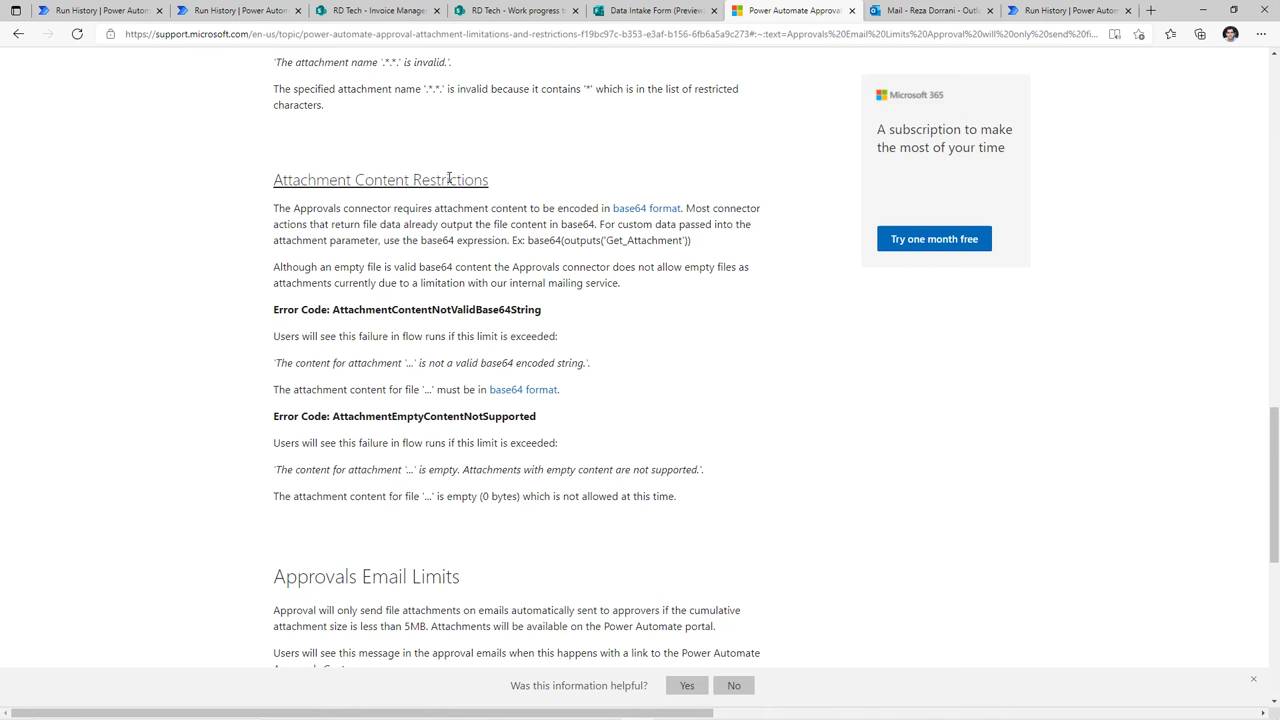 Run History | Power Autom
Run History | Power Autom
RD Tech - Invoice Manager
RD Tech - Work progress t
Data Intake Form (Preview)
Power Automate Approval
Mail - Reza Dorrani - Outlo
Run History | Power Autom
https://support.microsoft.com/en-us/topic/power-automate-approval-attachment-limitations-and-restrictions-f19bc97c-b353-e3af-b156-6fb6a5a9c273#:~:text=Approvals%20Email%20Limits,Approval%20will%20only%20send%20fi...
'The attachment name '.*.*.' is invalid.'.
The specified attachment name '.*.*.' is invalid because it contains '*' which is in the list of restricted
characters.
Microsoft 365
A subscription to make
the most of your time
Try one month free
Attachment Content Restrictions
The Approvals connector requires attachment content to be encoded in base64 format. Most connector
actions that return file data already output the file content in base64. For custom data passed into the
attachment parameter, use the base64 expression. Ex: base64(outputs('Get_Attachment'))
Although an empty file is valid base64 content the Approvals connector does not allow empty files as
attachments currently due to a limitation with our internal mailing service.
Error Code: AttachmentContentNotValidBase64String
Users will see this failure in flow runs if this limit is exceeded:
'The content for attachment '...' is not a valid base64 encoded string.'.
The attachment content for file '...' must be in base64 format.
Error Code: AttachmentEmptyContentNotSupported
Users will see this failure in flow runs if this limit is exceeded:
'The content for attachment '...' is empty. Attachments with empty content are not supported.'.
The attachment content for file '...' is empty (0 bytes) which is not allowed at this time.
Approvals Email Limits
Approval will only send file attachments on emails automatically sent to approvers if the cumulative
attachment size is less than 5MB. Attachments will be available on the Power Automate portal.
Users will see this message in the approval emails when this happens with a link to the Power Automate
Was this information helpful?
Yes
No